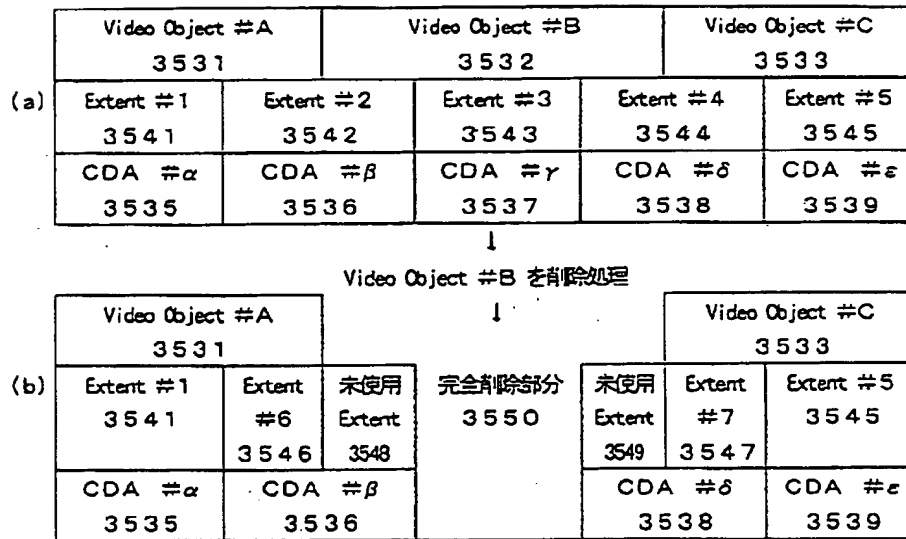 Video Object #A Video Object #B Video Object #C
3531 3532 3533
(a) Extent #1 Extent #2 Extent #3 Extent #4 Extent #5
3541 3542 3543 3544 3545
CDA #α CDA #β CDA #γ CDA #δ CDA #ε
3535 3536 3537 3538 3539
↓
Video Object #B を削除処理
↓
Video Object #A Video Object #C
3531 3533
(b) Extent #1 Extent 未使用 完全削除部分 未使用 Extent Extent #5
3541 #6 Extent 3550 Extent #7 3545
3546 3548 3549 3547
CDA #α CDA #β CDA #δ CDA #ε
3535 3536 3538 3539